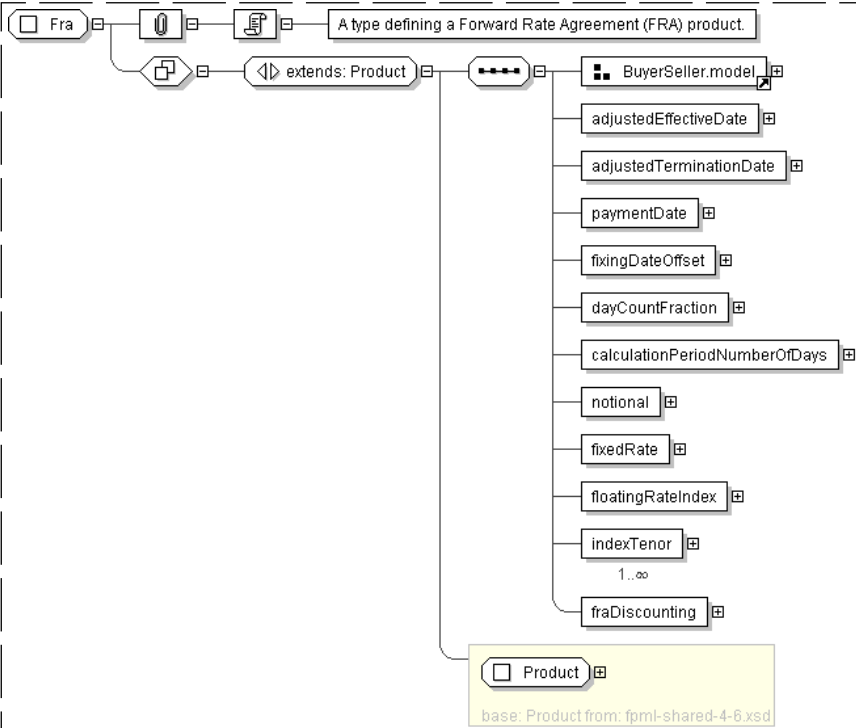 Fra
A type defining a Forward Rate Agreement (FRA) product.
extends: Product
BuyerSeller.model
adjustedEffectiveDate
adjustedTerminationDate
paymentDate
fixingDateOffset
dayCountFraction
calculationPeriodNumberOfDays
notional
fixedRate
floatingRateIndex
indexTenor
1..∞
fraDiscounting
Product
base: Product from: fpml-shared-4-6.xsd